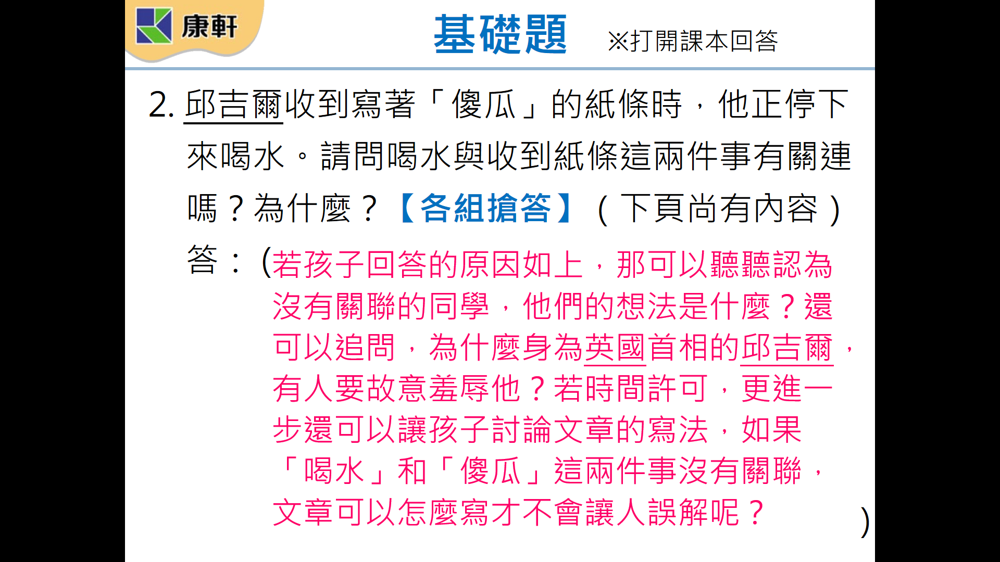 康軒
基礎題 ※打開課本回答
2. 邱吉爾收到寫著「傻瓜」的紙條時，他正停下
來喝水。請問喝水與收到紙條這兩件事有關連
嗎？為什麼？【各組搶答】（下頁尚有內容）
答：(若孩子回答的原因如上，那可以聽聽認為
沒有關聯的同學，他們的想法是什麼？還
可以追問，為什麼身為英國首相的邱吉爾，
有人要故意羞辱他？若時間許可，更進一
步還可以讓孩子討論文章的寫法，如果
「喝水」和「傻瓜」這兩件事沒有關聯，
文章可以怎麼寫才不會讓人誤解呢？ )